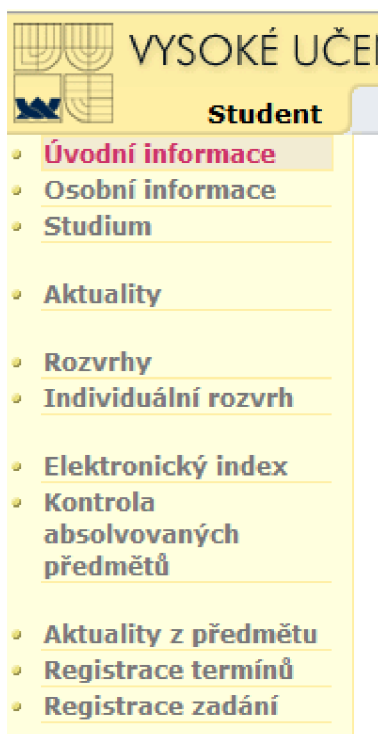 VYSOKÉ UČE
Student
Úvodní informace
Osobní informace
Studium
Aktuality
Rozvrhy
Individuální rozvrh
Elektronický index
Kontrola
absolvovaných
předmětů
Aktuality z předmětu
Registrace termínů
Registrace zadání